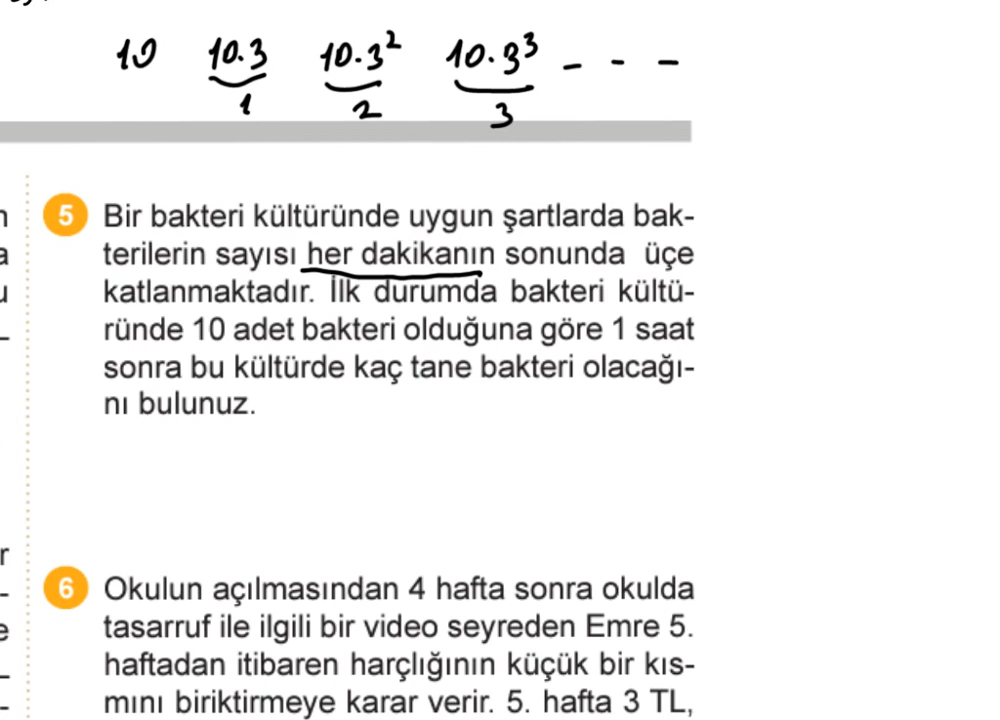 10 10.3 10.3² 10.3³ - - -
1 2 3
5 Bir bakteri kültüründe uygun şartlarda bak-
terilerin sayısı her dakikanın sonunda üçe
katlanmaktadır. İlk durumda bakteri kültü-
ründe 10 adet bakteri olduğuna göre 1 saat
sonra bu kültürde kaç tane bakteri olacağı-
nı bulunuz.
6 Okulun açılmasından 4 hafta sonra okulda
tasarruf ile ilgili bir video seyreden Emre 5.
haftadan itibaren harçlığının küçük bir kıs-
mını biriktirmeye karar verir. 5. hafta 3 TL,